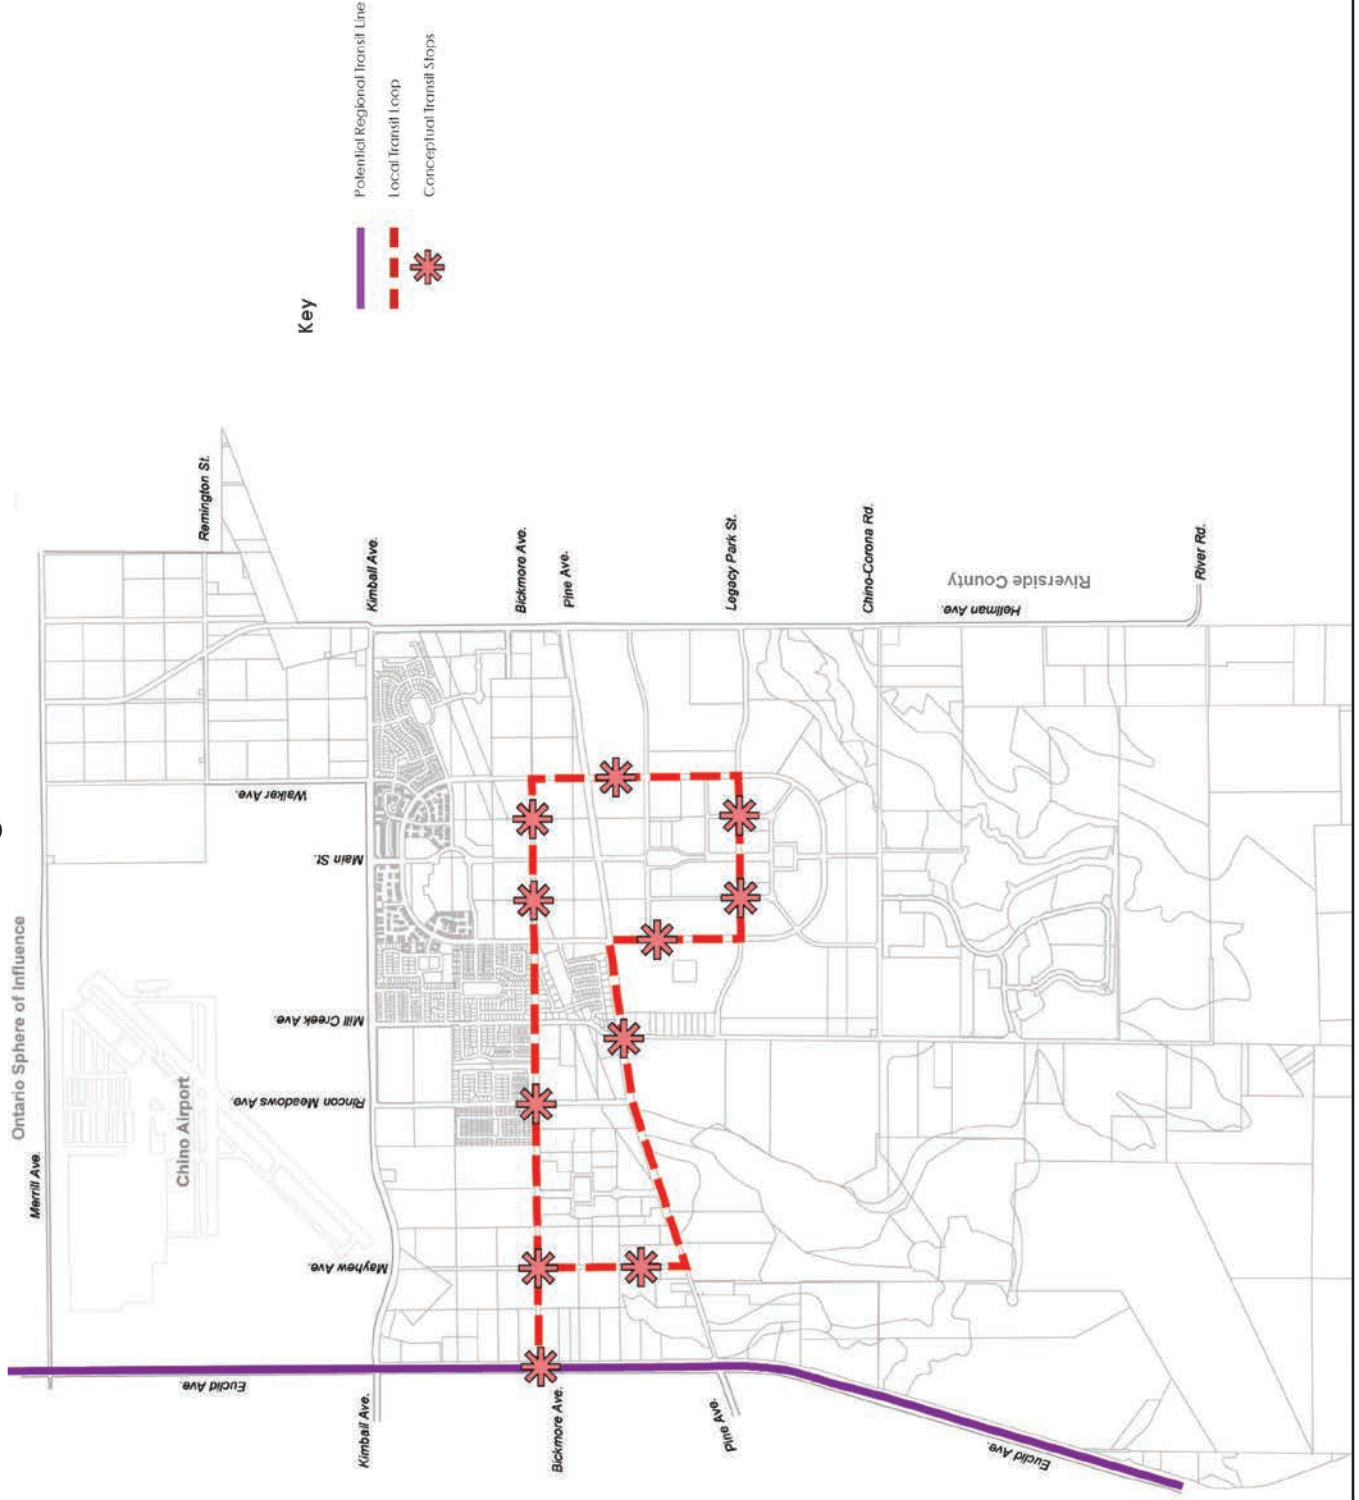 Key
Potential Regional Transit Line
Local Transit Loop
Conceptual Transit Stops
Ontario Sphere of Influence
Merrill Ave.
Chino Airport
Remington St.
Kimball Ave.
Bickmore Ave.
Pine Ave.
Legacy Park St.
Chino-Corona Rd.
River Rd.
Riverside County
Hellman Ave.
Walker Ave.
Main St.
Mill Creek Ave.
Rincon Meadows Ave.
Mayhew Ave.
Euclid Ave.
Kimball Ave.
Bickmore Ave.
Pine Ave.
Euclid Ave.